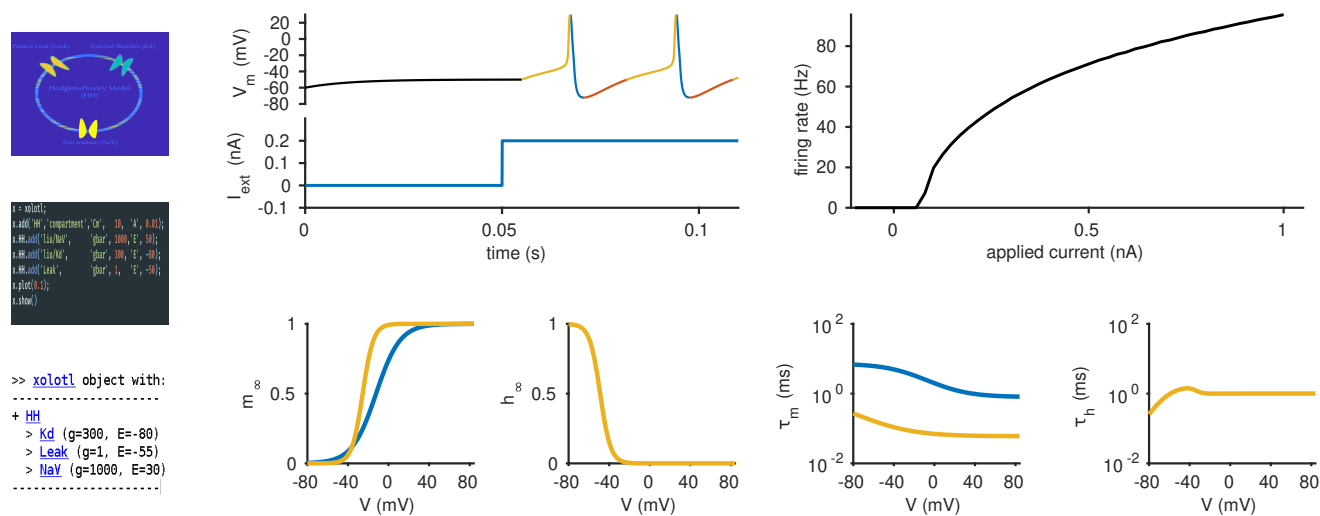 Passive Leak (Leak) Delayed Rectifier (Kd)
Hodgkin-Huxley Model
(HH)
Fast sodium (NaV)
x = xolotl;
x.add('HH','compartment','Cm', 10, 'A', 0.01);
x.HH.add('liu/NaV', 'gbar', 1000,'E', 50);
x.HH.add('liu/Kd', 'gbar', 300, 'E', -80);
x.HH.add('Leak', 'gbar', 1, 'E', -50);
x.plot(0.1);
x.show()
>> xolotl object with:
---------------------
+ HH
> Kd (g=300, E=-80)
> Leak (g=1, E=-55)
> NaV (g=1000, E=30)
---------------------
V_m (mV)
20
0
-20
-40
-60
-80
I_ext (nA)
0.2
0.1
0
-0.1
0 0.05 0.1
time (s)
firing rate (Hz)
80
60
40
20
0
0 0.5 1
applied current (nA)
m_∞
1
0.5
0
-80 -40 0 40 80
V (mV)
h_∞
1
0.5
0
-80 -40 0 40 80
V (mV)
τ_m (ms)
10^2
10^0
10^-2
-80 -40 0 40 80
V (mV)
τ_h (ms)
10^2
10^0
10^-2
-80 -40 0 40 80
V (mV)